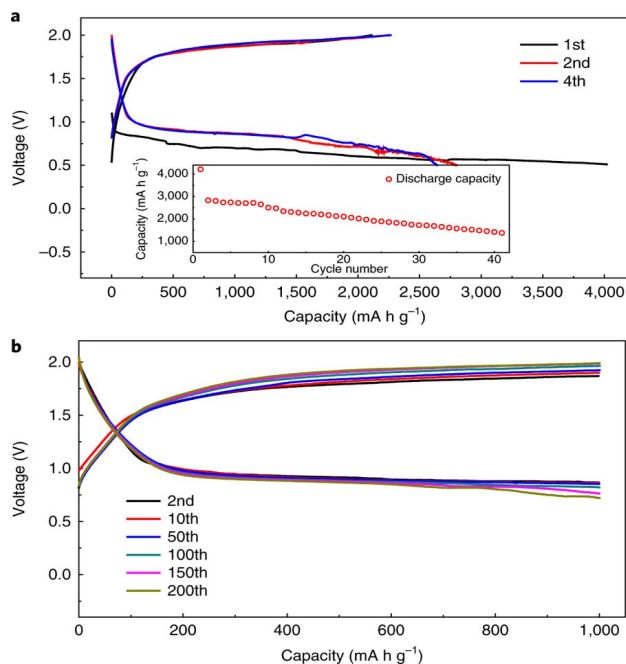 a
2.0
1.5
1.0
0.5
0.0
–0.5
Voltage (V)
1st
2nd
4th
4,000
3,000
2,000
1,000
Capacity (mA h g–1)
Discharge capacity
0 10 20 30 40
Cycle number
0 500 1,000 1,500 2,000 2,500 3,000 3,500 4,000
Capacity (mA h g–1)
b
2.0
1.5
1.0
0.5
0.0
Voltage (V)
2nd
10th
50th
100th
150th
200th
0 200 400 600 800 1,000
Capacity (mA h g–1)